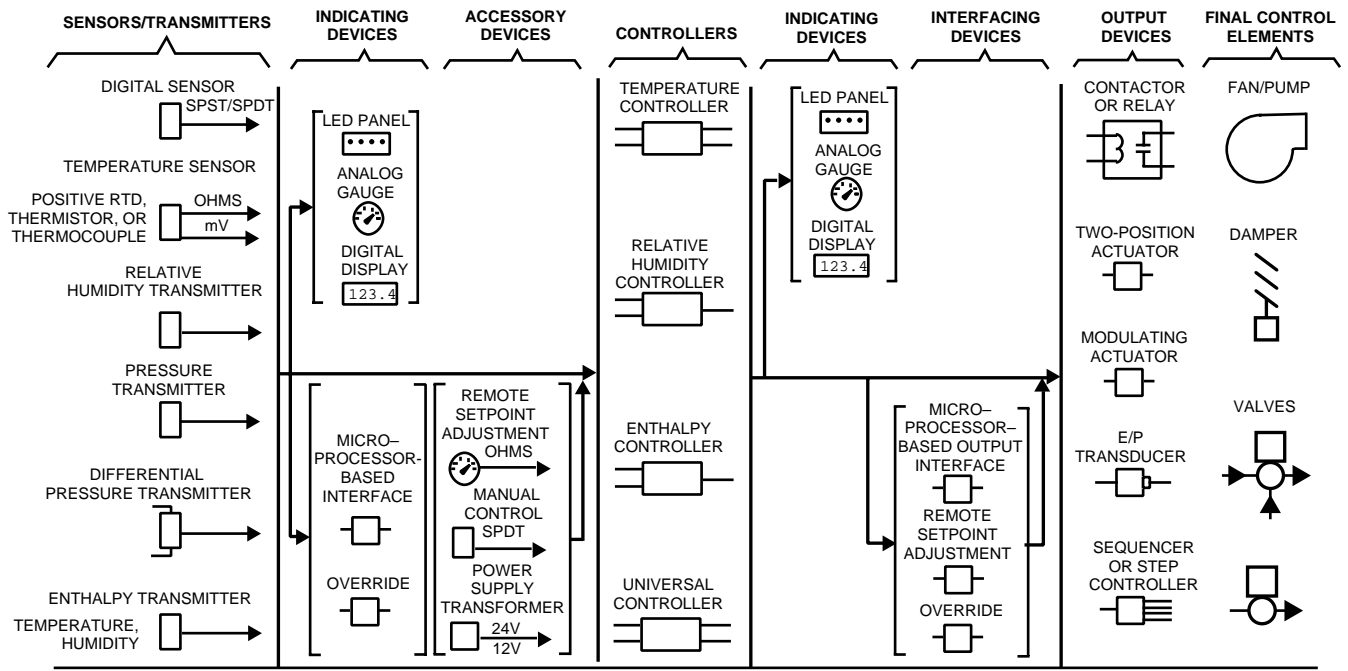 SENSORS/TRANSMITTERS
INDICATING
DEVICES
ACCESSORY
DEVICES
CONTROLLERS
INDICATING
DEVICES
INTERFACING
DEVICES
OUTPUT
DEVICES
FINAL CONTROL
ELEMENTS
DIGITAL SENSOR
SPST/SPDT
TEMPERATURE SENSOR
POSITIVE RTD,
THERMISTOR, OR
THERMOCOUPLE
OHMS
mV
RELATIVE
HUMIDITY TRANSMITTER
PRESSURE
TRANSMITTER
DIFFERENTIAL
PRESSURE TRANSMITTER
ENTHALPY TRANSMITTER
TEMPERATURE,
HUMIDITY
LED PANEL
ANALOG
GAUGE
DIGITAL
DISPLAY
123.4
MICRO–
PROCESSOR-
BASED
INTERFACE
OVERRIDE
REMOTE
SETPOINT
ADJUSTMENT
OHMS
MANUAL
CONTROL
SPDT
POWER
SUPPLY
TRANSFORMER
24V
12V
TEMPERATURE
CONTROLLER
RELATIVE
HUMIDITY
CONTROLLER
ENTHALPY
CONTROLLER
UNIVERSAL
CONTROLLER
LED PANEL
ANALOG
GAUGE
DIGITAL
DISPLAY
123.4
MICRO–
PROCESSOR–
BASED OUTPUT
INTERFACE
REMOTE
SETPOINT
ADJUSTMENT
OVERRIDE
CONTACTOR
OR RELAY
TWO-POSITION
ACTUATOR
MODULATING
ACTUATOR
E/P
TRANSDUCER
SEQUENCER
OR STEP
CONTROLLER
FAN/PUMP
DAMPER
VALVES